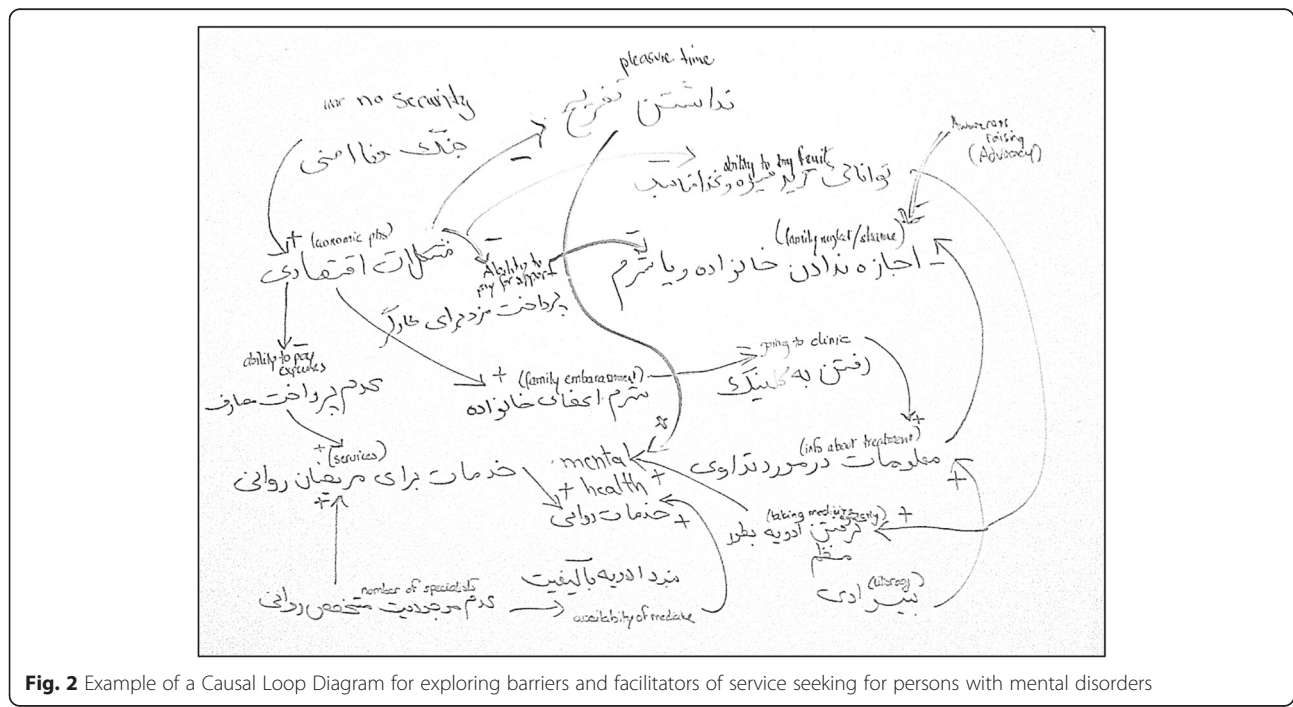 pleasure time
no security
نداشتن تفریح
جنگ و نا امنی
Awareness
raising
(Advocacy)
ability to buy fruit
توانائی خرید میوه و غذا مناسب
+ (economic pbs)
مشکلات اقتصادی
(family neglect/shame)
اجازه ندادن خانواده و یا شرم
Ability to
pay for support
پرداخت مزد برای کارگر
ability to pay
expenses
عدم پرداخت مصارف
+ (family embarassment)
شرم اعضای خانواده
going to clinic
رفتن به کلینیک
+ (services)
خدمات برای مریضان روانی
mental
+ health +
خدمات روانی +
(info about treatment) +
معلومات در مورد تداوی
+
(taking medicine regularly) +
گرفتن ادویه بطور
منظم
(literacy)
بیسوادی
number of specialists
عدم موجودیت متخصص روانی
ادویه باکیفیت
availability of medicine
Fig. 2 Example of a Causal Loop Diagram for exploring barriers and facilitators of service seeking for persons with mental disorders